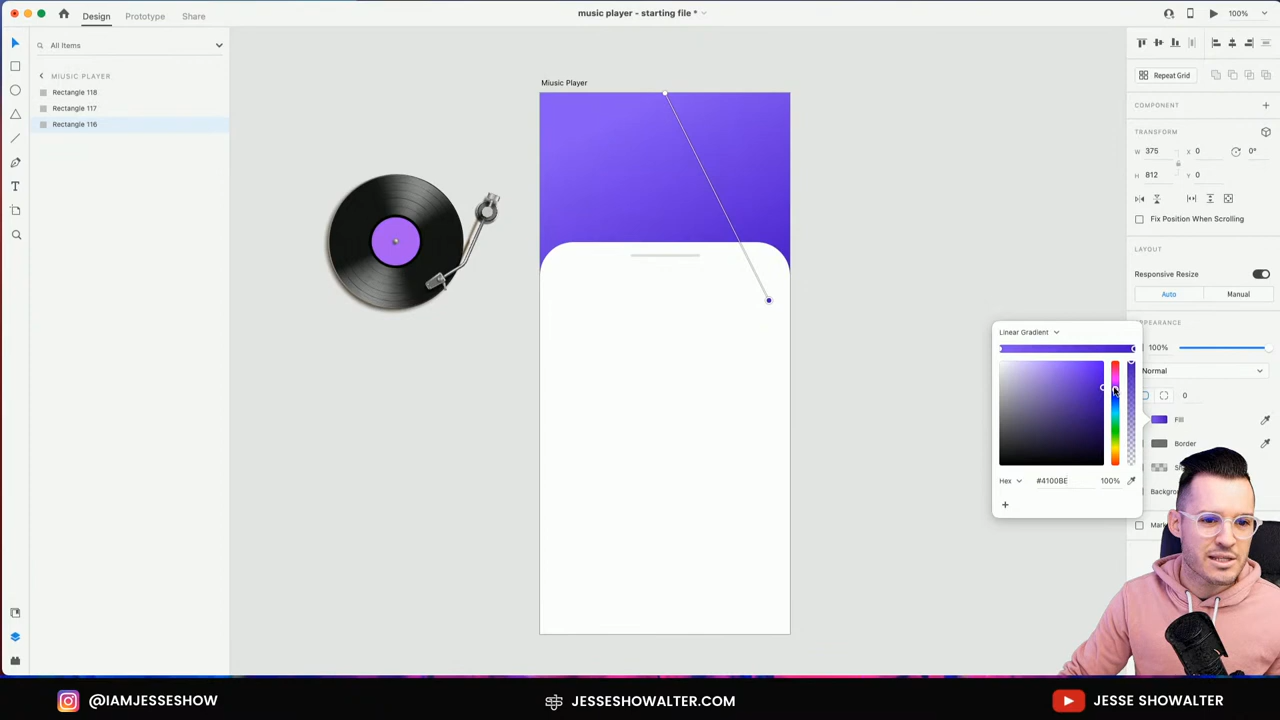 Design
Prototype
Share
music player - starting file *
100%
All Items
MIUSIC PLAYER
Rectangle 118
Rectangle 117
Rectangle 116
Miusic Player
Repeat Grid
COMPONENT
TRANSFORM
W 375 X 0 0°
H 812 Y 0
Fix Position When Scrolling
LAYOUT
Responsive Resize
Auto Manual
Linear Gradient
100%
Normal
0
Fill
Border
Hex #4100BE 100%
@IAMJESSESHOW
JESSESHOWALTER.COM
JESSE SHOWALTER